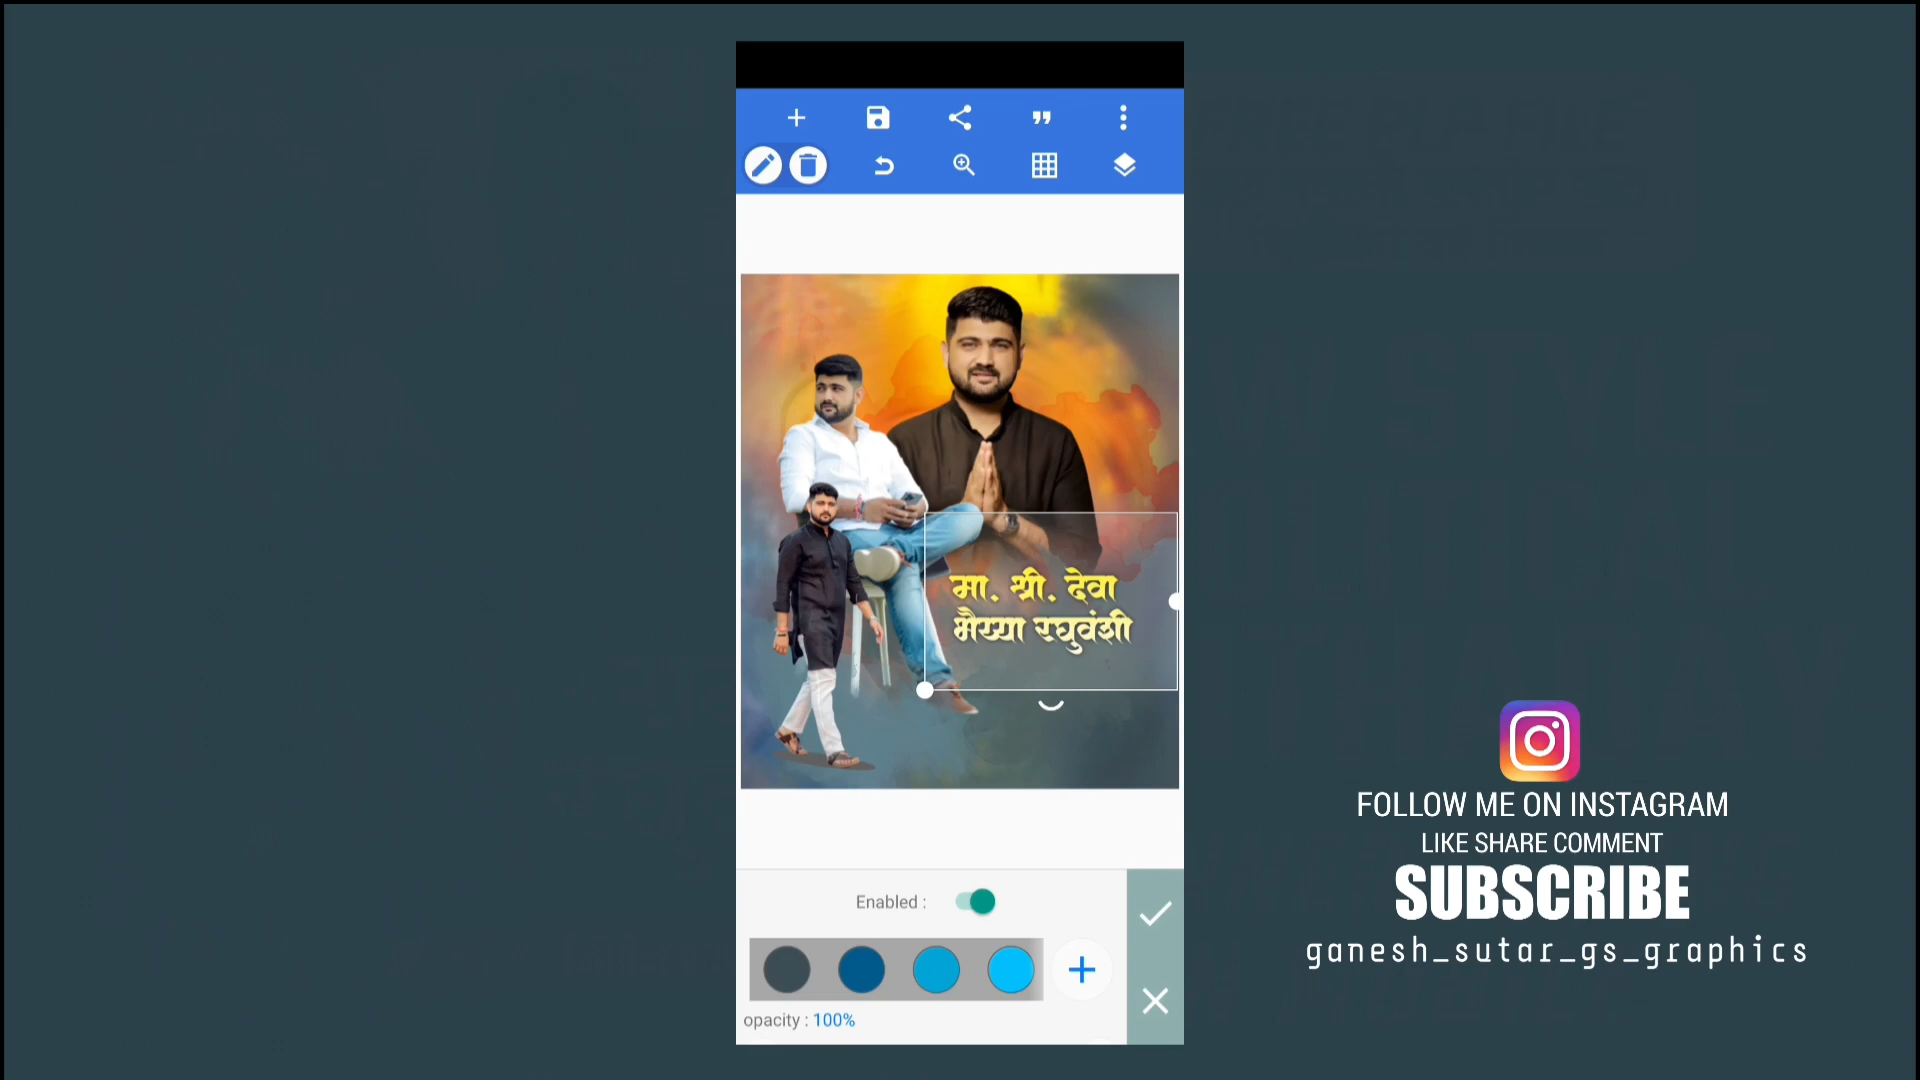 मा. श्री. देवा
भैय्या रघुवंशी
Enabled :
opacity : 100%
FOLLOW ME ON INSTAGRAM
LIKE SHARE COMMENT
SUBSCRIBE
ganesh_sutar_gs_graphics